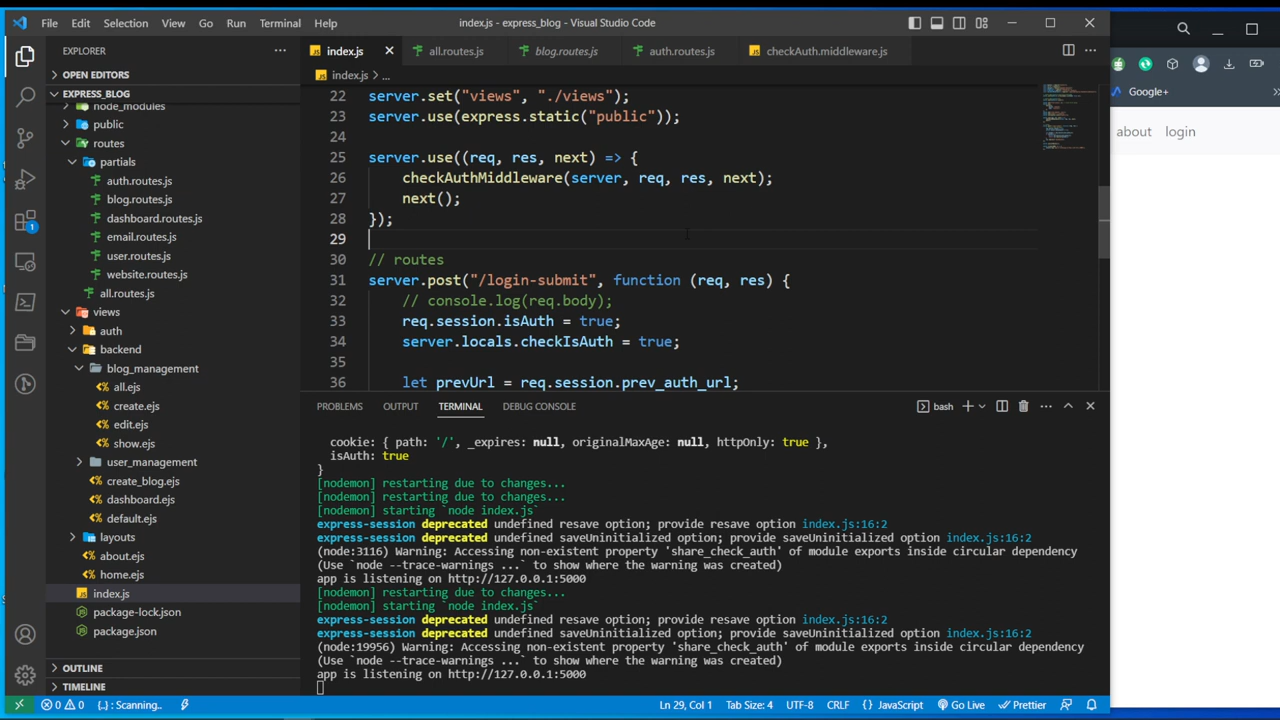 File Edit Selection View Go Run Terminal Help
index.js - express_blog - Visual Studio Code
EXPLORER
OPEN EDITORS
EXPRESS_BLOG
node_modules
public
routes
partials
auth.routes.js
blog.routes.js
dashboard.routes.js
email.routes.js
user.routes.js
website.routes.js
all.routes.js
views
auth
backend
blog_management
all.ejs
create.ejs
edit.ejs
show.ejs
user_management
create_blog.ejs
dashboard.ejs
default.ejs
layouts
about.ejs
home.ejs
index.js
package-lock.json
package.json
OUTLINE
TIMELINE
index.js all.routes.js blog.routes.js auth.routes.js checkAuth.middleware.js
index.js > ...
22 server.set("views", "./views");
23 server.use(express.static("public"));
24
25 server.use((req, res, next) => {
26 checkAuthMiddleware(server, req, res, next);
27 next();
28 });
29
30 // routes
31 server.post("/login-submit", function (req, res) {
32 // console.log(req.body);
33 req.session.isAuth = true;
34 server.locals.checkIsAuth = true;
35
36 let prevUrl = req.session.prev_auth_url;
PROBLEMS OUTPUT TERMINAL DEBUG CONSOLE
bash
cookie: { path: '/', _expires: null, originalMaxAge: null, httpOnly: true },
isAuth: true
}
[nodemon] restarting due to changes...
[nodemon] restarting due to changes...
[nodemon] starting `node index.js`
express-session deprecated undefined resave option; provide resave option index.js:16:2
express-session deprecated undefined saveUninitialized option; provide saveUninitialized option index.js:16:2
(node:3116) Warning: Accessing non-existent property 'share_check_auth' of module exports inside circular dependency
(Use `node --trace-warnings ...` to show where the warning was created)
app is listening on http://127.0.0.1:5000
[nodemon] restarting due to changes...
[nodemon] starting `node index.js`
express-session deprecated undefined resave option; provide resave option index.js:16:2
express-session deprecated undefined saveUninitialized option; provide saveUninitialized option index.js:16:2
(node:19956) Warning: Accessing non-existent property 'share_check_auth' of module exports inside circular dependency
(Use `node --trace-warnings ...` to show where the warning was created)
app is listening on http://127.0.0.1:5000
0 0 {..} : Scanning.. Ln 29, Col 1 Tab Size: 4 UTF-8 CRLF {} JavaScript Go Live Prettier
Google+
about login
1